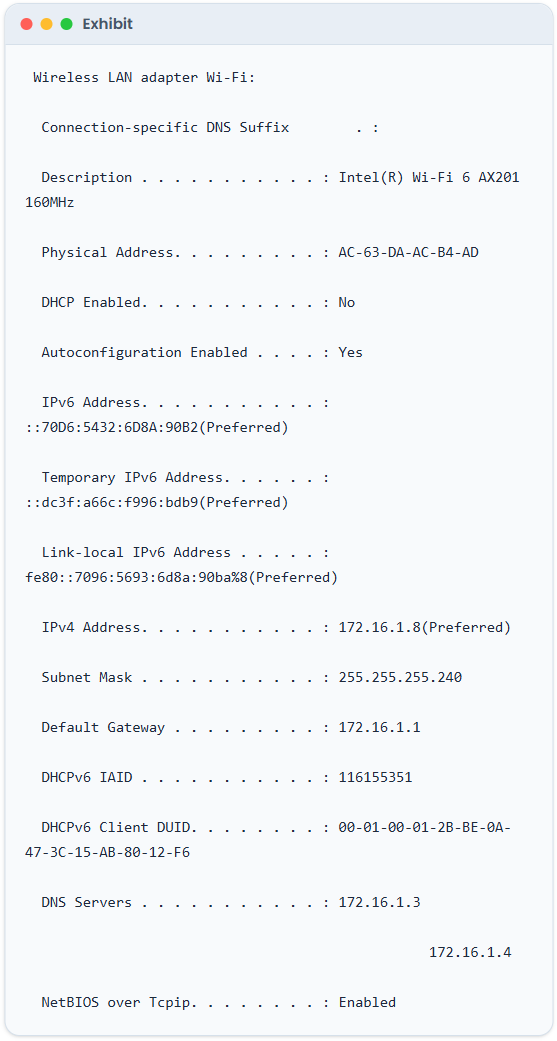 Exhibit
Wireless LAN adapter Wi-Fi:
Connection-specific DNS Suffix . :
Description . . . . . . . . . . . : Intel(R) Wi-Fi 6 AX201
160MHz
Physical Address. . . . . . . . . : AC-63-DA-AC-B4-AD
DHCP Enabled. . . . . . . . . . . : No
Autoconfiguration Enabled . . . . : Yes
IPv6 Address. . . . . . . . . . . :
::70D6:5432:6D8A:90B2(Preferred)
Temporary IPv6 Address. . . . . . :
::dc3f:a66c:f996:bdb9(Preferred)
Link-local IPv6 Address . . . . . :
fe80::7096:5693:6d8a:90ba%8(Preferred)
IPv4 Address. . . . . . . . . . . : 172.16.1.8(Preferred)
Subnet Mask . . . . . . . . . . . : 255.255.255.240
Default Gateway . . . . . . . . . : 172.16.1.1
DHCPv6 IAID . . . . . . . . . . . : 116155351
DHCPv6 Client DUID. . . . . . . . : 00-01-00-01-2B-BE-0A-
47-3C-15-AB-80-12-F6
DNS Servers . . . . . . . . . . . : 172.16.1.3
172.16.1.4
NetBIOS over Tcpip. . . . . . . . : Enabled